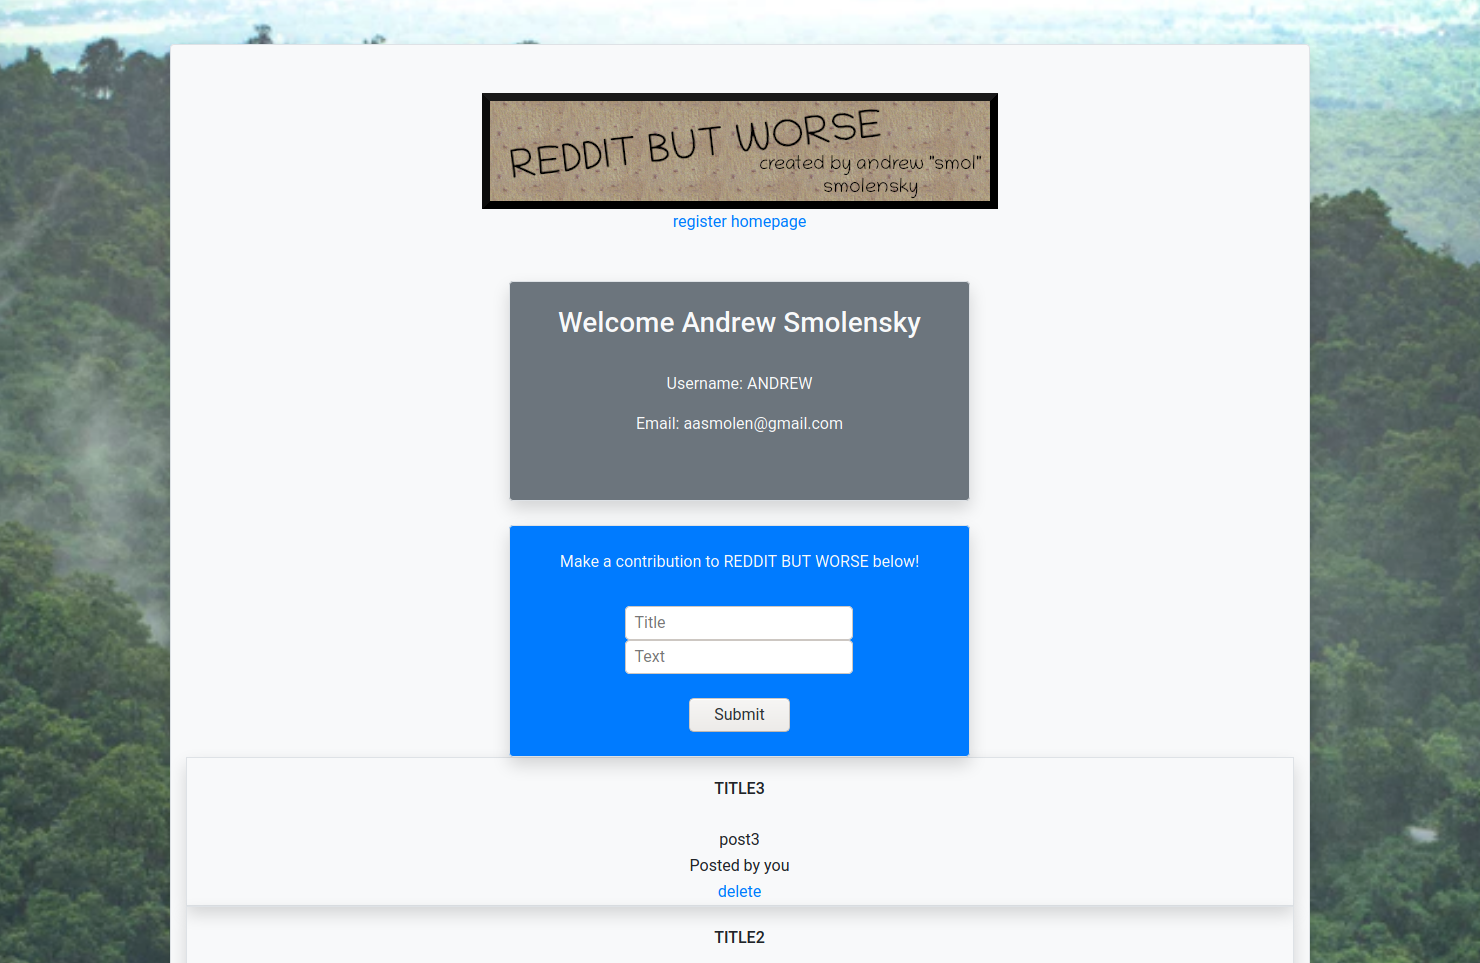 REDDIT BUT WORSE
created by andrew "smol"
smolensky
register homepage
Welcome Andrew Smolensky
Username: ANDREW
Email: aasmolen@gmail.com
Make a contribution to REDDIT BUT WORSE below!
Title
Text
Submit
TITLE3
post3
Posted by you
delete
TITLE2